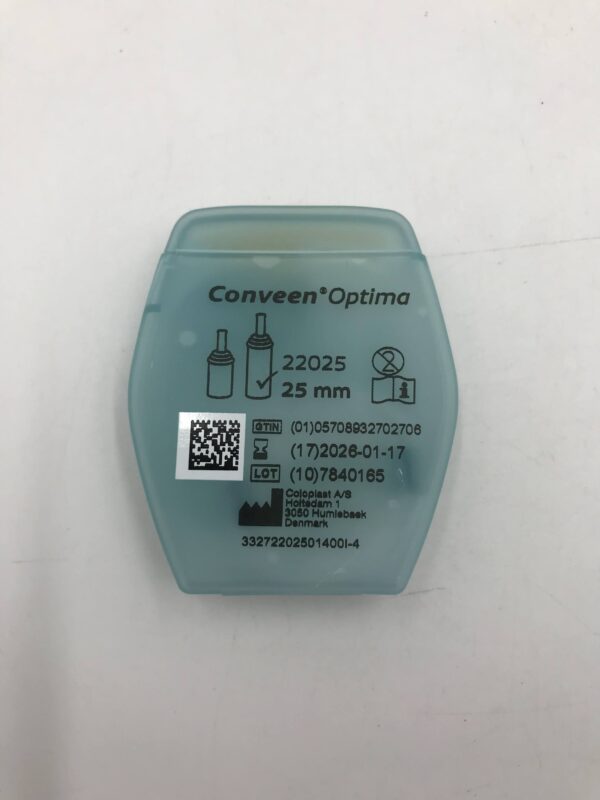 Conveen®Optima
22025
25 mm
GTIN (01)05708932702706
(17)2026-01-17
LOT (10)7840165
Coloplast A/S
Holtedam 1
3050 Humlebaek
Denmark
33272202501400I-4